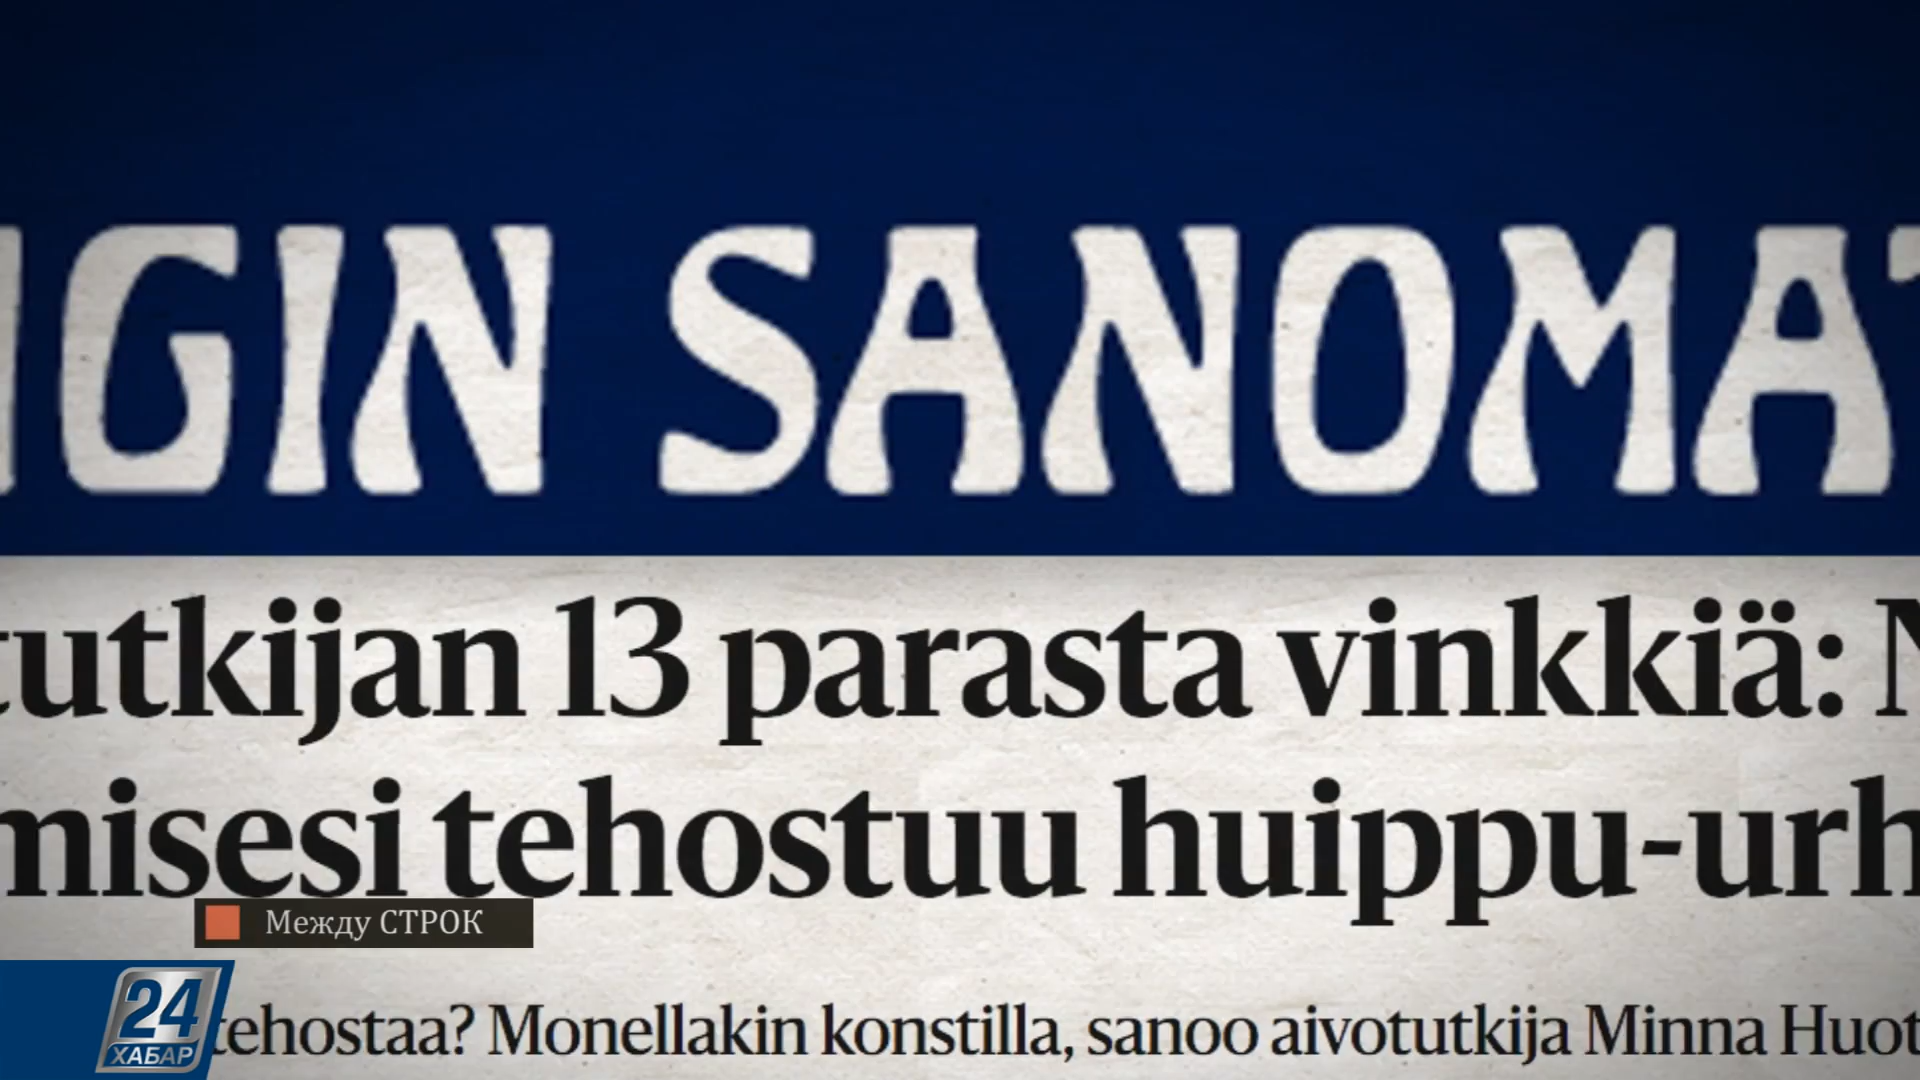 IGIN SANOMAT
tutkijan 13 parasta vinkkiä: N
misesi tehostuu huippu-urh
Между СТРОК
tehostaa? Monellakin konstilla, sanoo aivotutkija Minna Huot
24
ХАБАР